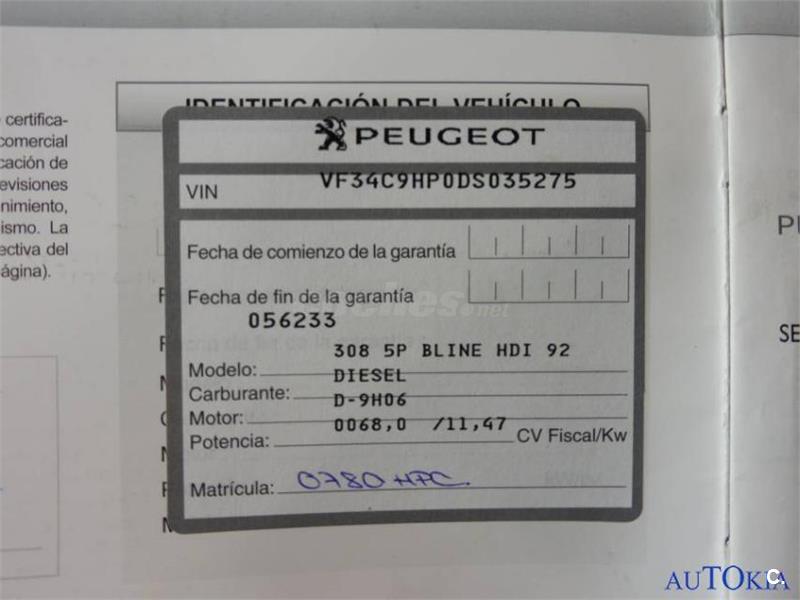 certifica-
comercial
cación de
evisiones
nimiento,
ismo. La
ectiva del
página).
IDENTIFICACIÓN DEL VEHÍCULO
PEUGEOT
VIN VF34C9HP0DS035275
Fecha de comienzo de la garantía
Fecha de fin de la garantía
056233
308 5P BLINE HDI 92
Modelo:
DIESEL
Carburante:
D-9H06
Motor:
0068,0 /11,47
Potencia: CV Fiscal/Kw
Matrícula: 0780 HFC
SE
AUTOKIA